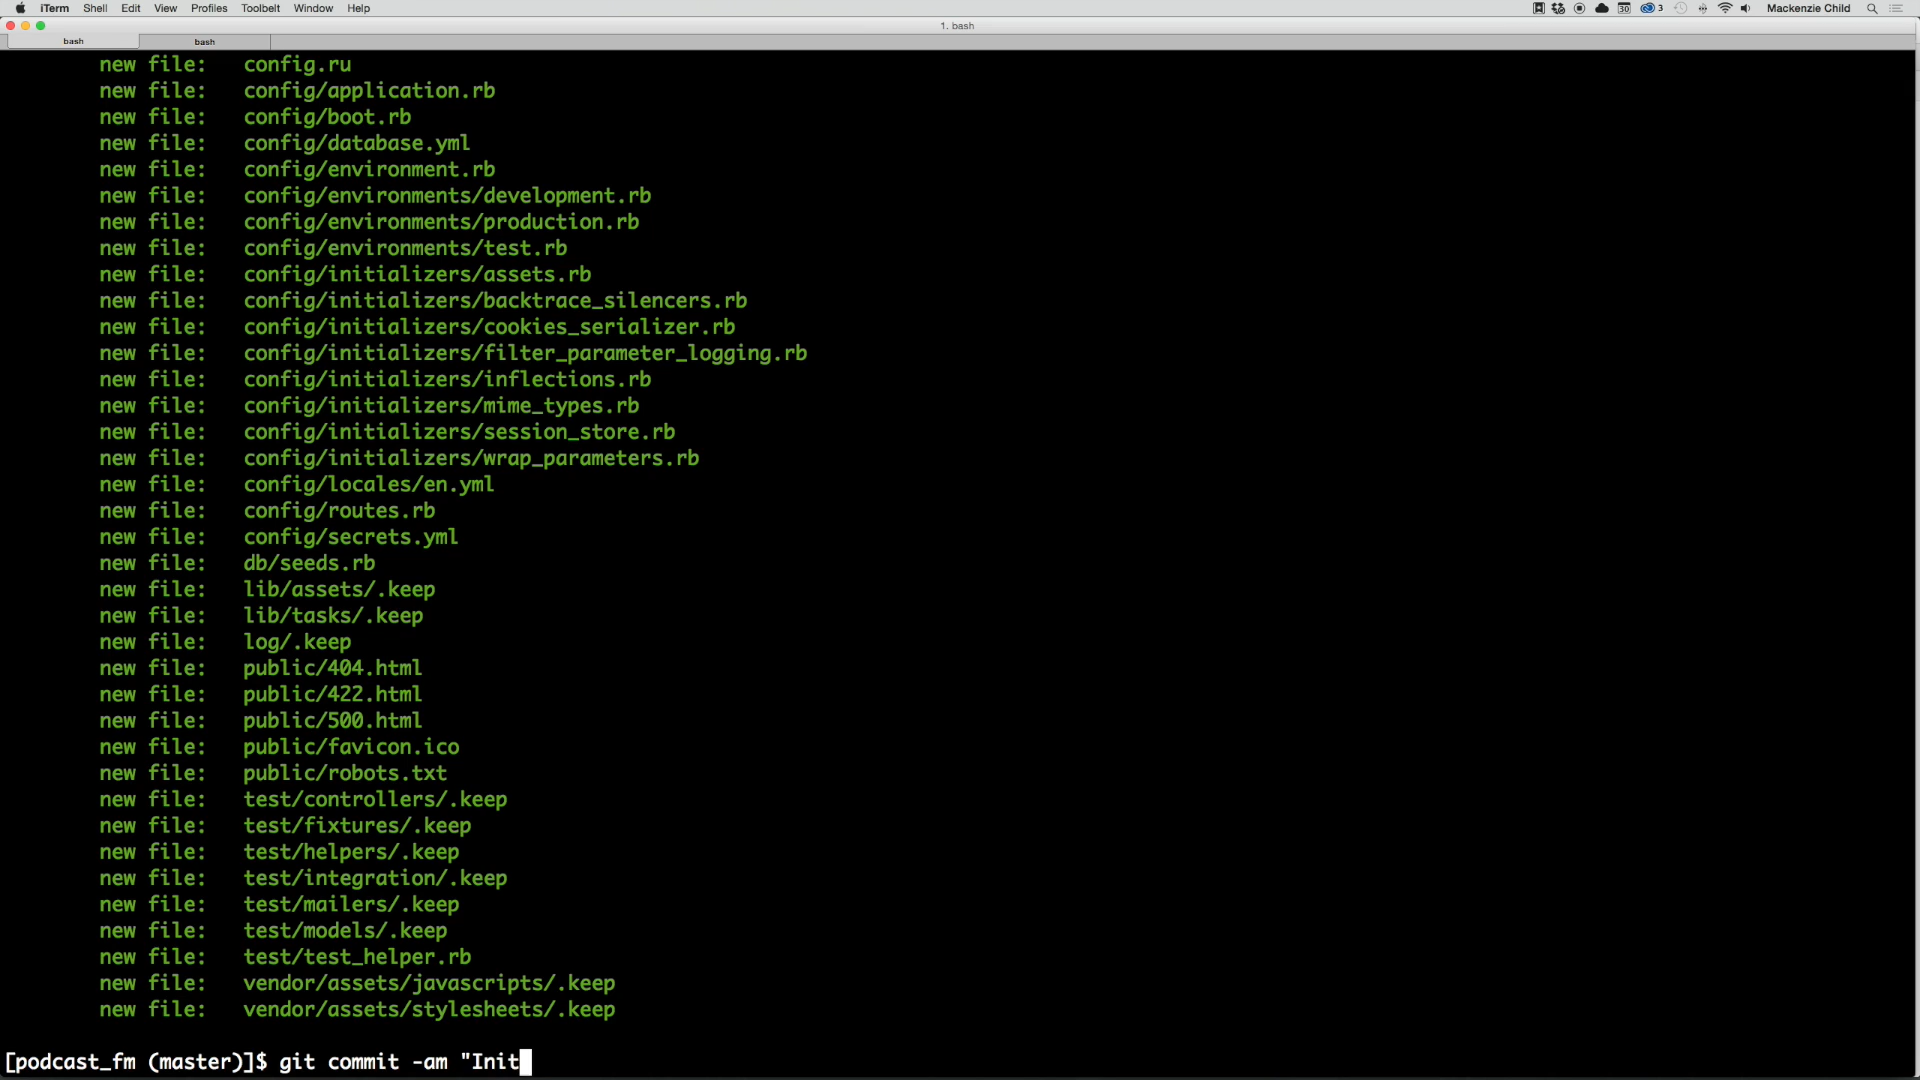 iTerm Shell Edit View Profiles Toolbelt Window Help 30 3 Mackenzie Child
1. bash
bash bash
new file: config.ru
new file: config/application.rb
new file: config/boot.rb
new file: config/database.yml
new file: config/environment.rb
new file: config/environments/development.rb
new file: config/environments/production.rb
new file: config/environments/test.rb
new file: config/initializers/assets.rb
new file: config/initializers/backtrace_silencers.rb
new file: config/initializers/cookies_serializer.rb
new file: config/initializers/filter_parameter_logging.rb
new file: config/initializers/inflections.rb
new file: config/initializers/mime_types.rb
new file: config/initializers/session_store.rb
new file: config/initializers/wrap_parameters.rb
new file: config/locales/en.yml
new file: config/routes.rb
new file: config/secrets.yml
new file: db/seeds.rb
new file: lib/assets/.keep
new file: lib/tasks/.keep
new file: log/.keep
new file: public/404.html
new file: public/422.html
new file: public/500.html
new file: public/favicon.ico
new file: public/robots.txt
new file: test/controllers/.keep
new file: test/fixtures/.keep
new file: test/helpers/.keep
new file: test/integration/.keep
new file: test/mailers/.keep
new file: test/models/.keep
new file: test/test_helper.rb
new file: vendor/assets/javascripts/.keep
new file: vendor/assets/stylesheets/.keep
[podcast_fm (master)]$ git commit -am "Init